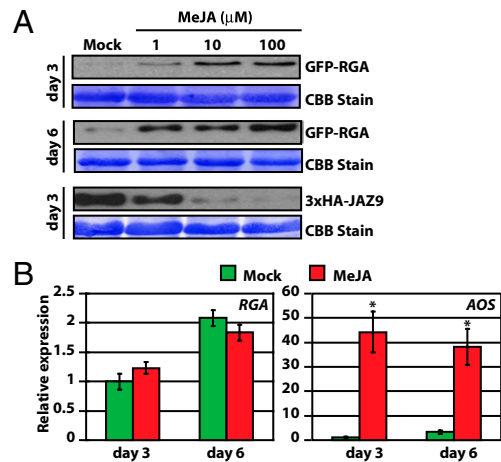 A
MeJA (μM)
Mock 1 10 100
day 3
GFP-RGA
CBB Stain
day 6
GFP-RGA
CBB Stain
day 3
3xHA-JAZ9
CBB Stain
B
Mock MeJA
Relative expression
2.5
2
1.5
1
0.5
0
RGA
day 3 day 6
60
50
40
30
20
10
0
AOS
*
*
day 3 day 6